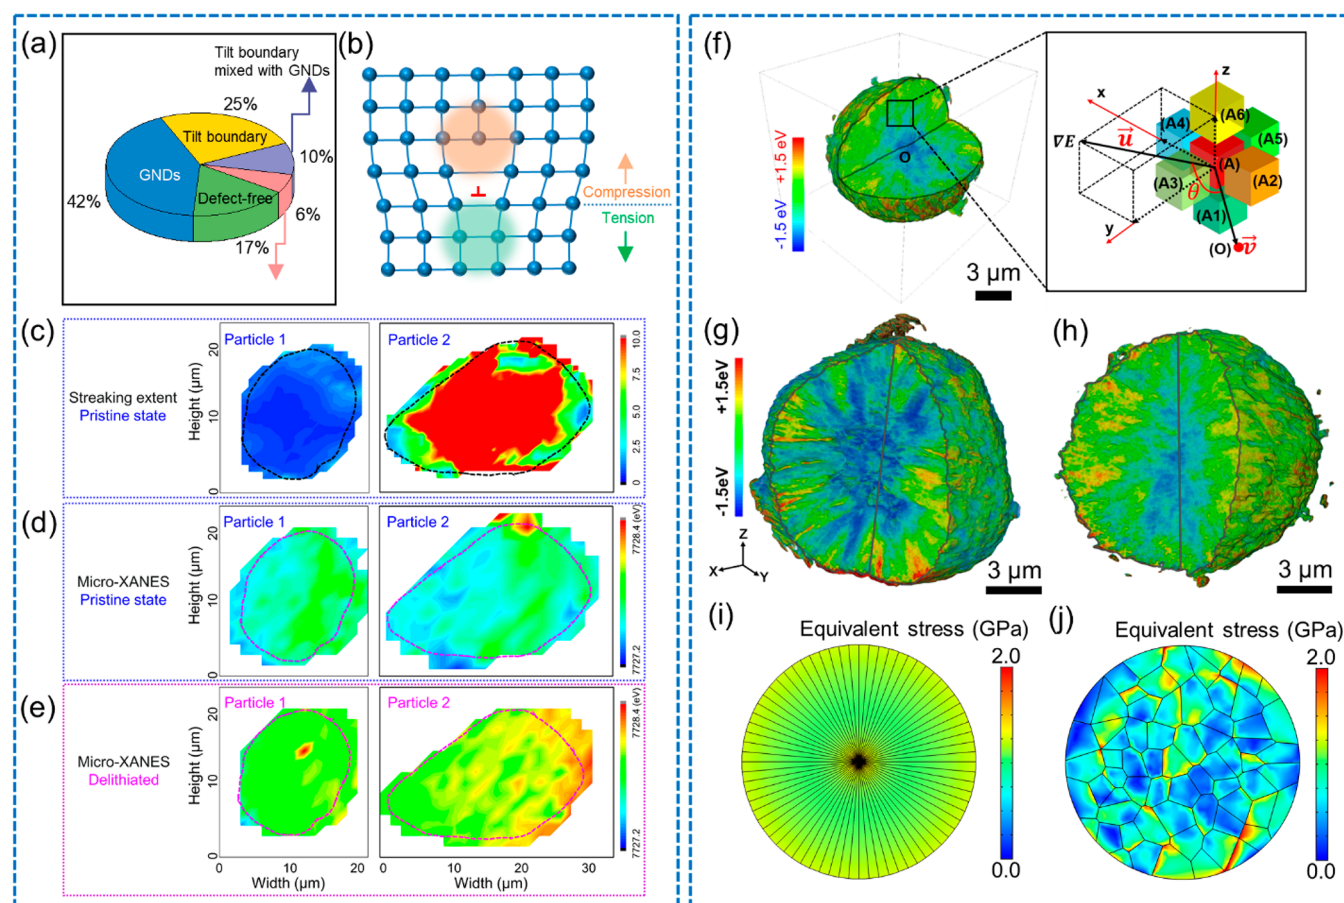 (a)
Tilt boundary
mixed with GNDs
25%
Tilt boundary
10%
GNDs
Defect-free
42%
6%
17%
(b)
Compression
Tension
(c)
Streaking extent
Pristine state
Height (μm)
20
10
0
Particle 1
Particle 2
10.0
7.5
5.0
2.5
0
(d)
Micro-XANES
Pristine state
Height (μm)
20
10
0
Particle 1
Particle 2
7728.4 (eV)
7727.2
(e)
Micro-XANES
Delithiated
Height (μm)
20
10
0
Particle 1
Particle 2
7728.4 (eV)
7727.2
0 10 20
0 10 20 30
Width (μm)
Width (μm)
(f)
+1.5 eV
-1.5 eV
O
3 μm
z
x
(A6)
(A4)
(A5)
∇E
u
(A)
(A3)
θ
(A2)
(A1)
y
(O)
v
(g)
+1.5eV
-1.5eV
Z
X
Y
3 μm
(h)
3 μm
(i)
Equivalent stress (GPa)
2.0
0.0
(j)
Equivalent stress (GPa)
2.0
0.0